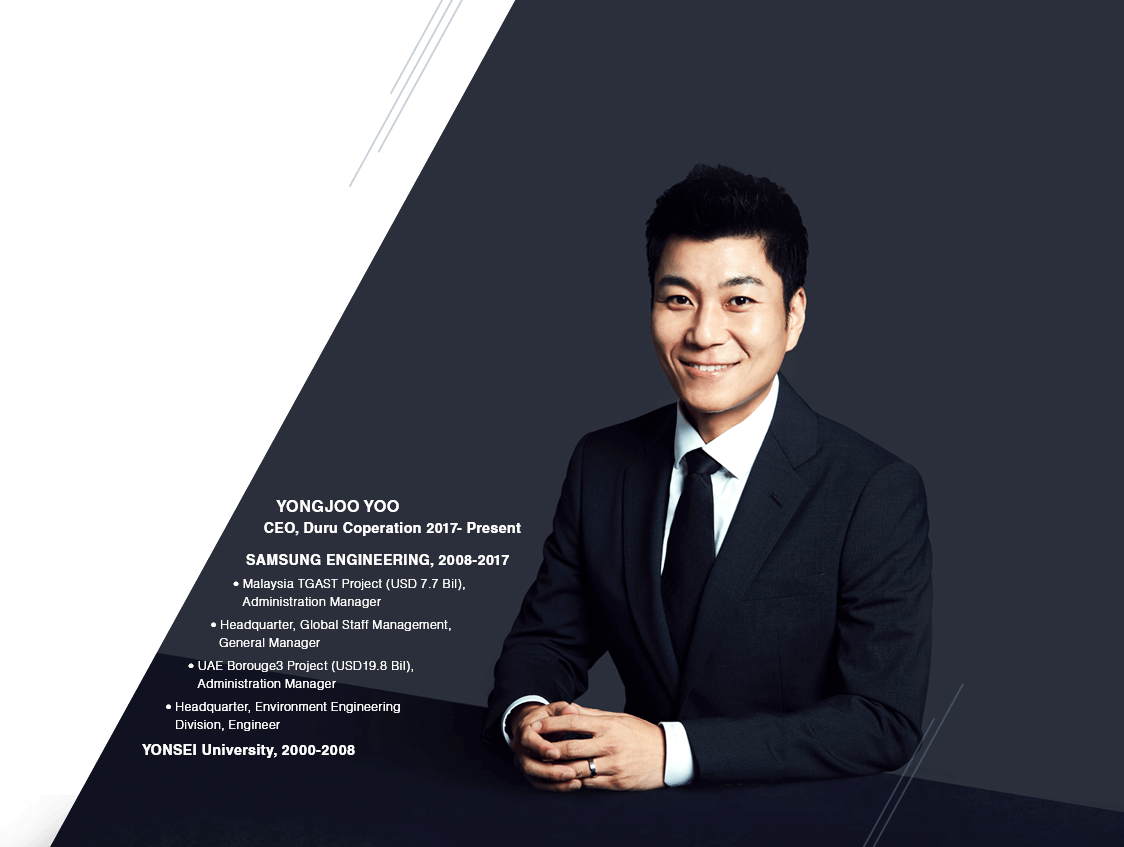 YONGJOO YOO
CEO, Duru Coperation 2017- Present
SAMSUNG ENGINEERING, 2008-2017
• Malaysia TGAST Project (USD 7.7 Bil),
Administration Manager
• Headquarter, Global Staff Management,
General Manager
• UAE Borouge3 Project (USD19.8 Bil),
Administration Manager
• Headquarter, Environment Engineering
Division, Engineer
YONSEI University, 2000-2008